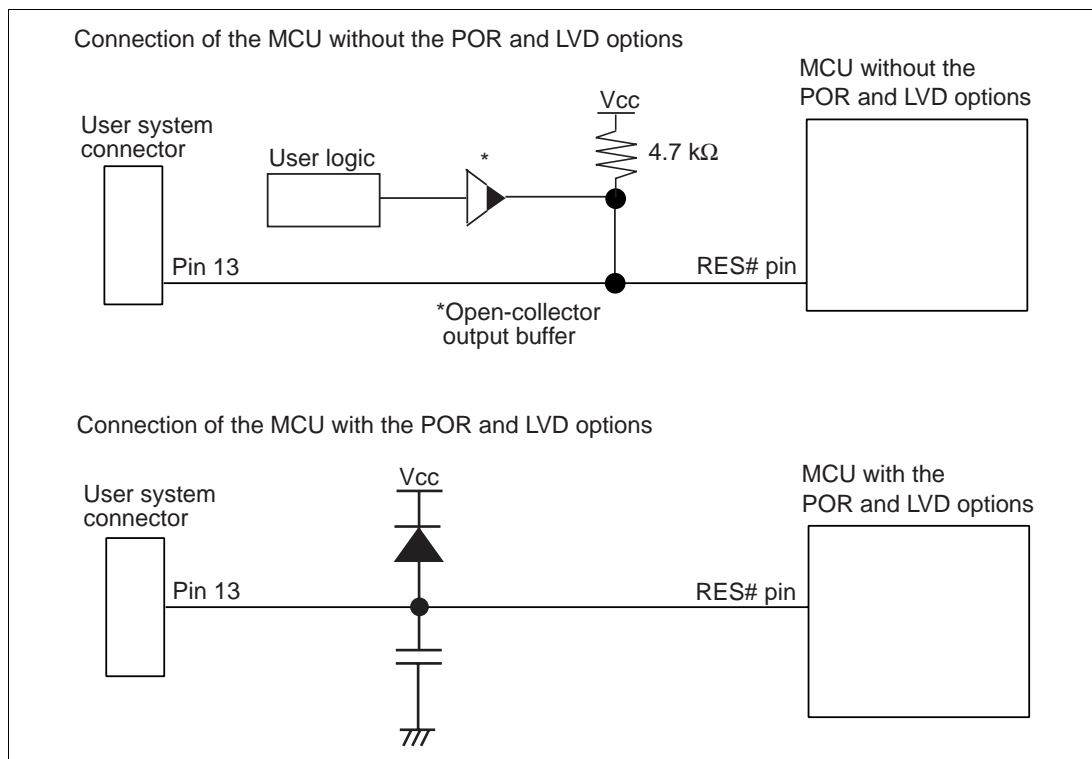 Connection of the MCU without the POR and LVD options
MCU without the
POR and LVD options
Vcc
User system
connector
User logic
*
4.7 kΩ
Pin 13
RES# pin
*Open-collector
output buffer
Connection of the MCU with the POR and LVD options
Vcc
MCU with the
POR and LVD options
User system
connector
Pin 13
RES# pin